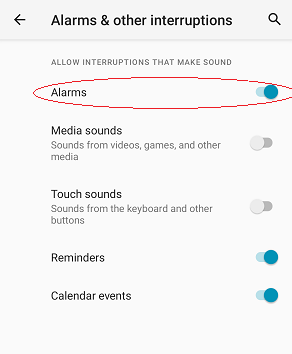 Alarms & other interruptions
ALLOW INTERRUPTIONS THAT MAKE SOUND
Alarms
Media sounds
Sounds from videos, games, and other
media
Touch sounds
Sounds from the keyboard and other
buttons
Reminders
Calendar events